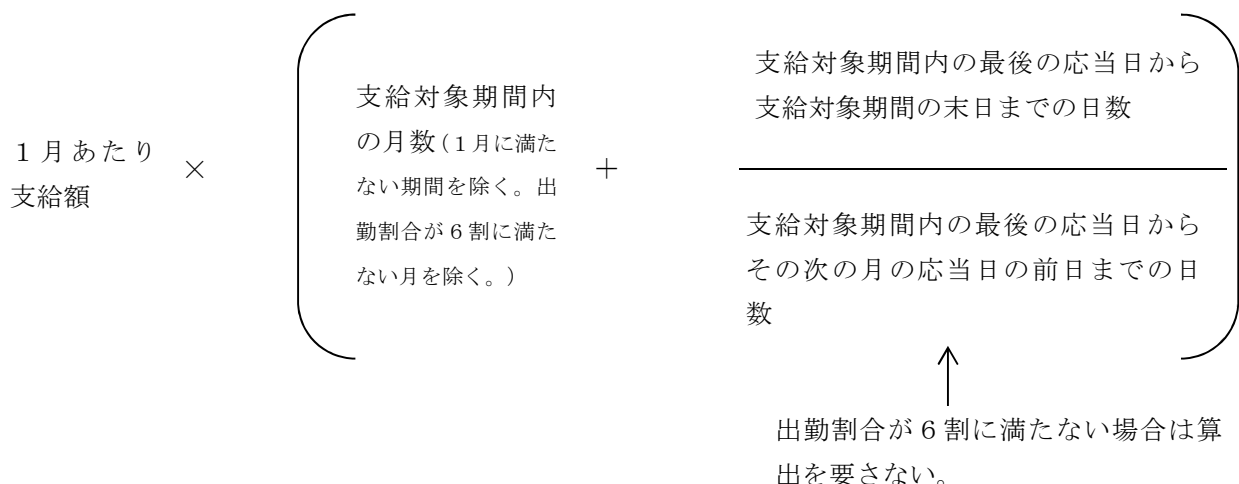 1月あたり
支給額
×
支給対象期間内
の月数(1月に満た
ない期間を除く。出
勤割合が6割に満た
ない月を除く。)
+
支給対象期間内の最後の応当日から
支給対象期間の末日までの日数
支給対象期間内の最後の応当日から
その次の月の応当日の前日までの日
数
出勤割合が6割に満たない場合は算
出を要さない。